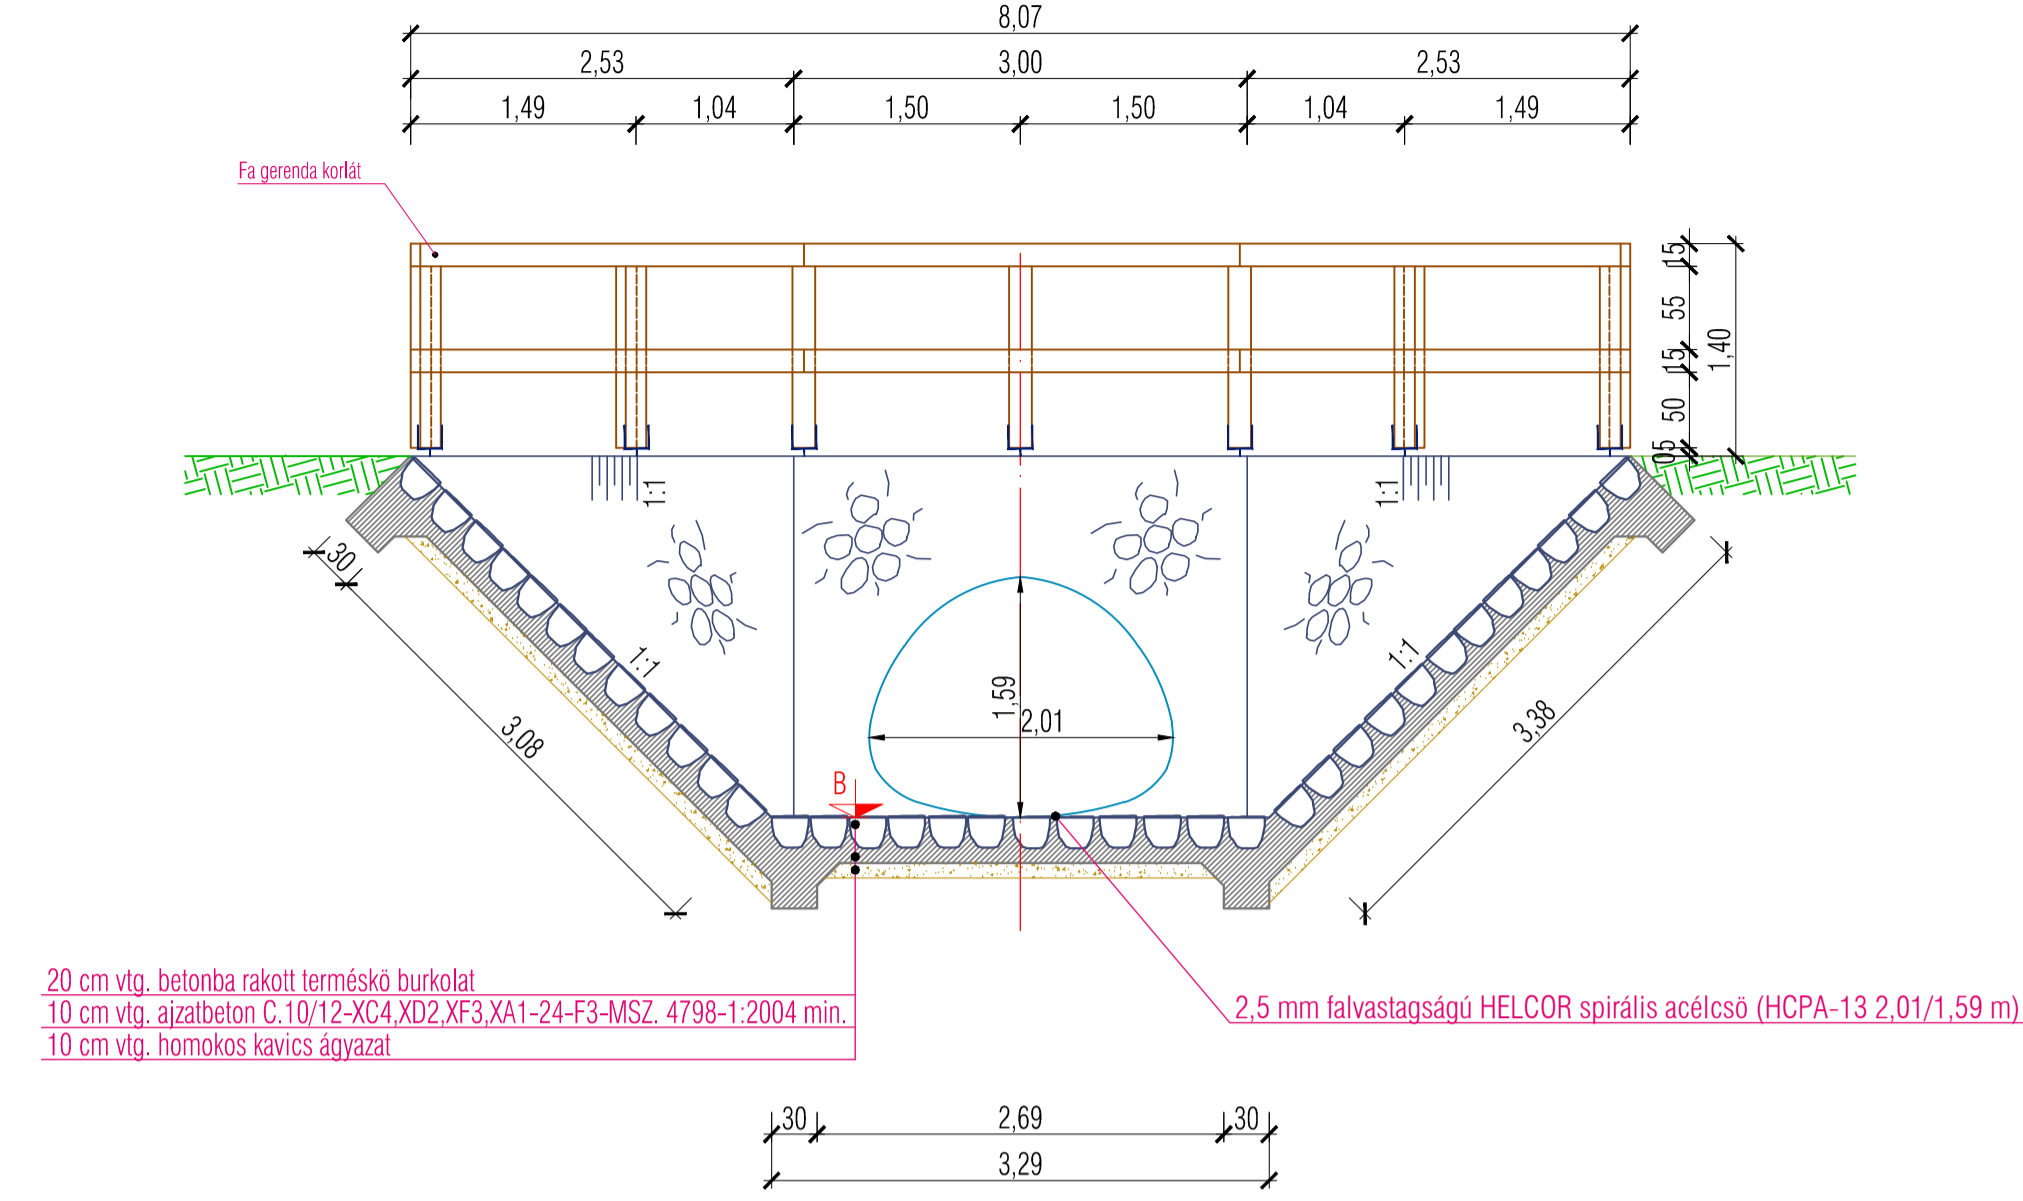 8,07
2,53 3,00 2,53
1,49 1,04 1,50 1,50 1,04 1,49
Fa gerenda korlát
15
55
15
50
05
1,40
1:1 1:1
30
1:1 1:1
3,08
3,38
1,59
2,01
B
20 cm vtg. betonba rakott terméskö burkolat
10 cm vtg. ajzatbeton C.10/12-XC4,XD2,XF3,XA1-24-F3-MSZ. 4798-1:2004 min.
10 cm vtg. homokos kavics ágyazat
2,5 mm falvastagságú HELCOR spirális acélcsö (HCPA-13 2,01/1,59 m)
30 2,69 30
3,29